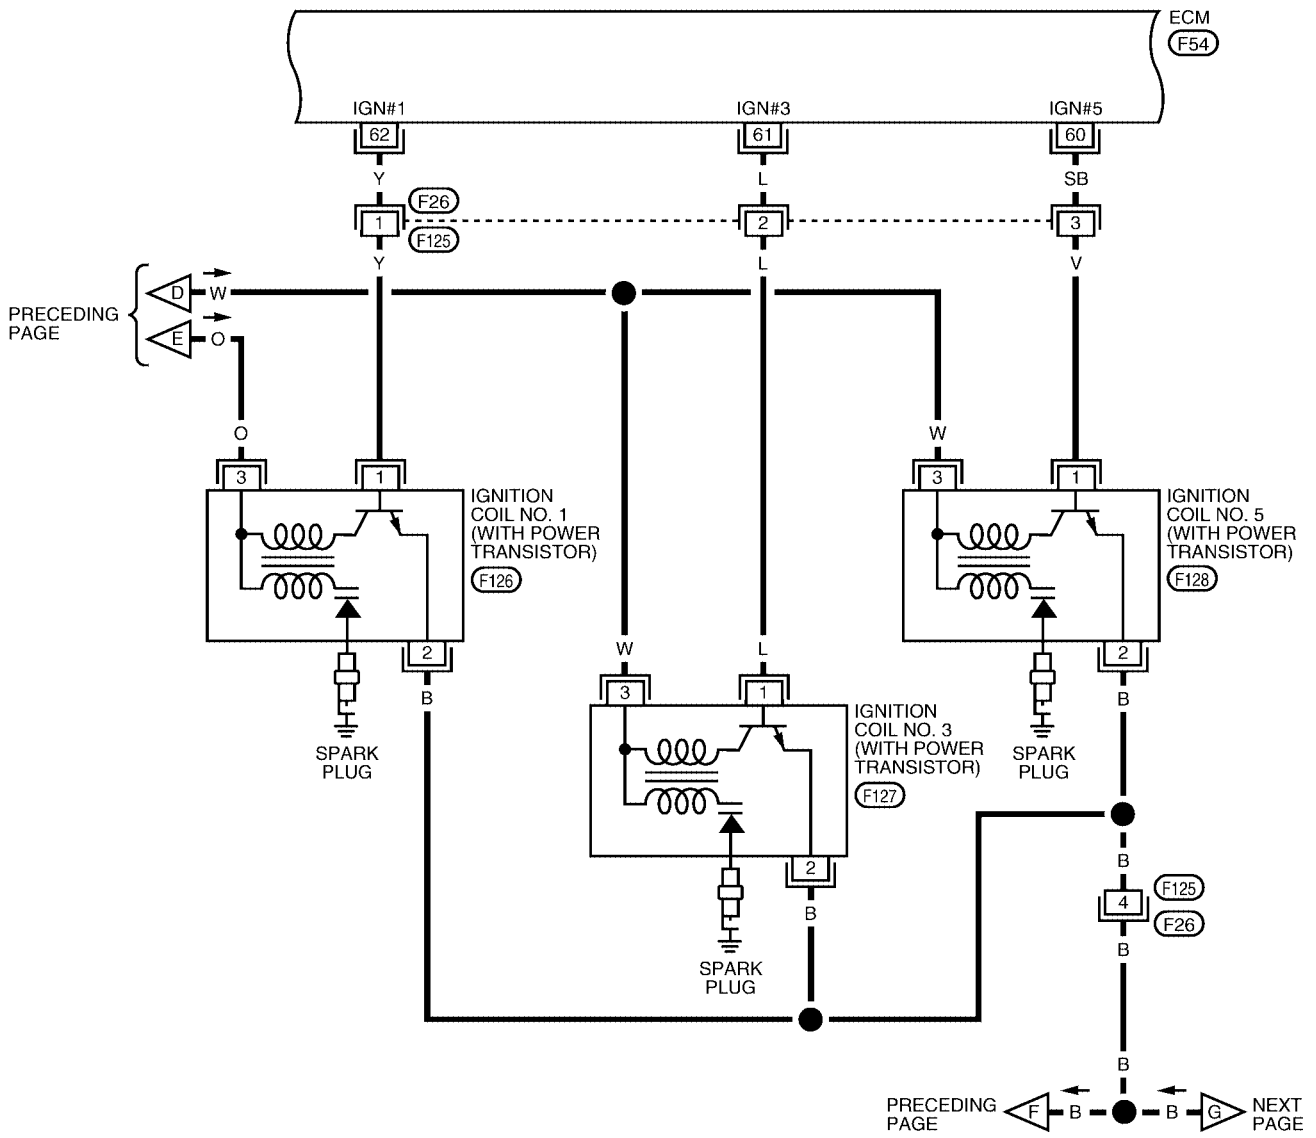 ECM
F54
IGN#1
IGN#3
IGN#5
62
61
60
Y
L
SB
F26
1
2
3
F125
Y
L
V
PRECEDING
PAGE
D
W
E
O
O
W
3
1
3
1
IGNITION
COIL NO. 1
(WITH POWER
TRANSISTOR)
F126
IGNITION
COIL NO. 5
(WITH POWER
TRANSISTOR)
F128
2
B
W
L
2
B
3
1
SPARK
PLUG
IGNITION
COIL NO. 3
(WITH POWER
TRANSISTOR)
F127
SPARK
PLUG
2
B
B
4
F125
F26
B
SPARK
PLUG
B
PRECEDING
PAGE
F
B
B
G
NEXT
PAGE